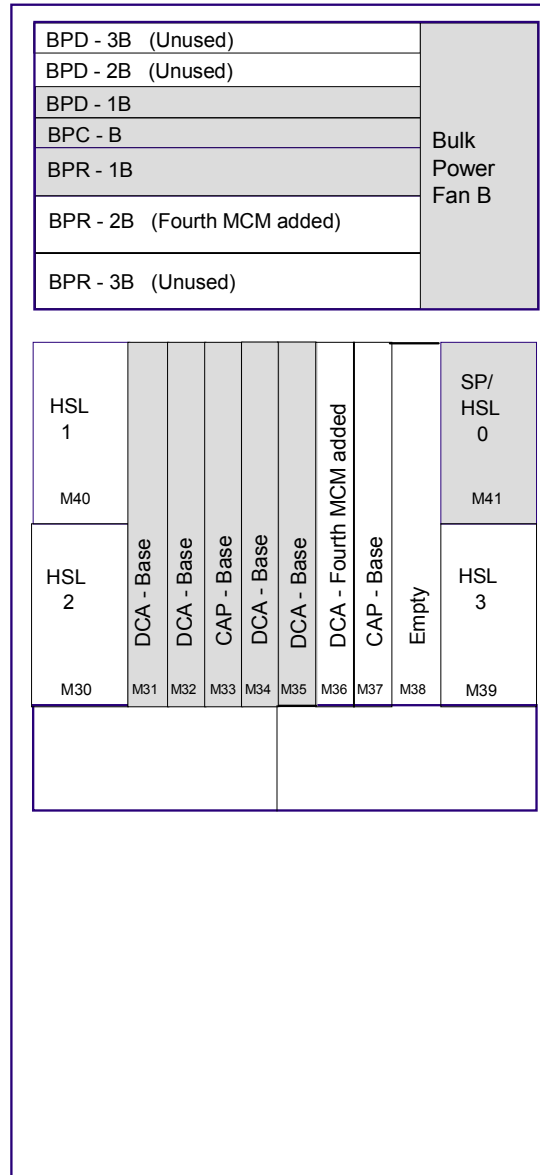 BPD - 3B (Unused)
BPD - 2B (Unused)
BPD - 1B
BPC - B
BPR - 1B
BPR - 2B (Fourth MCM added)
BPR - 3B (Unused)
Bulk
Power
Fan B
HSL
1
M40
HSL
2
M30
DCA - Base
M31
DCA - Base
M32
CAP - Base
M33
DCA - Base
M34
DCA - Base
M35
DCA - Fourth MCM added
M36
CAP - Base
M37
Empty
M38
SP/
HSL
0
M41
HSL
3
M39